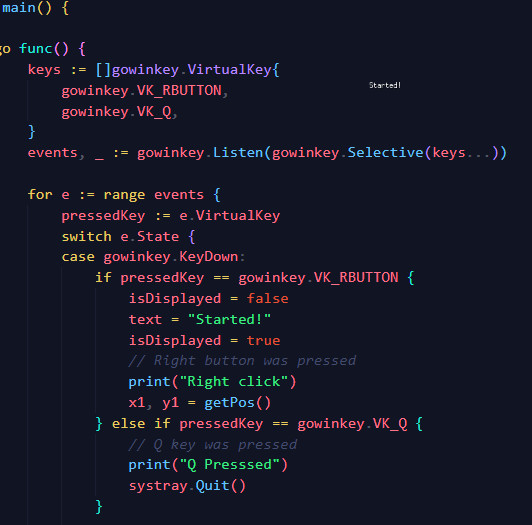 main() {
go func() {
keys := []gowinkey.VirtualKey{
Started!
gowinkey.VK_RBUTTON,
gowinkey.VK_Q,
}
events, _ := gowinkey.Listen(gowinkey.Selective(keys...))
for e := range events {
pressedKey := e.VirtualKey
switch e.State {
case gowinkey.KeyDown:
if pressedKey == gowinkey.VK_RBUTTON {
isDisplayed = false
text = "Started!"
isDisplayed = true
// Right button was pressed
print("Right click")
x1, y1 = getPos()
} else if pressedKey == gowinkey.VK_Q {
// Q key was pressed
print("Q Presssed")
systray.Quit()
}